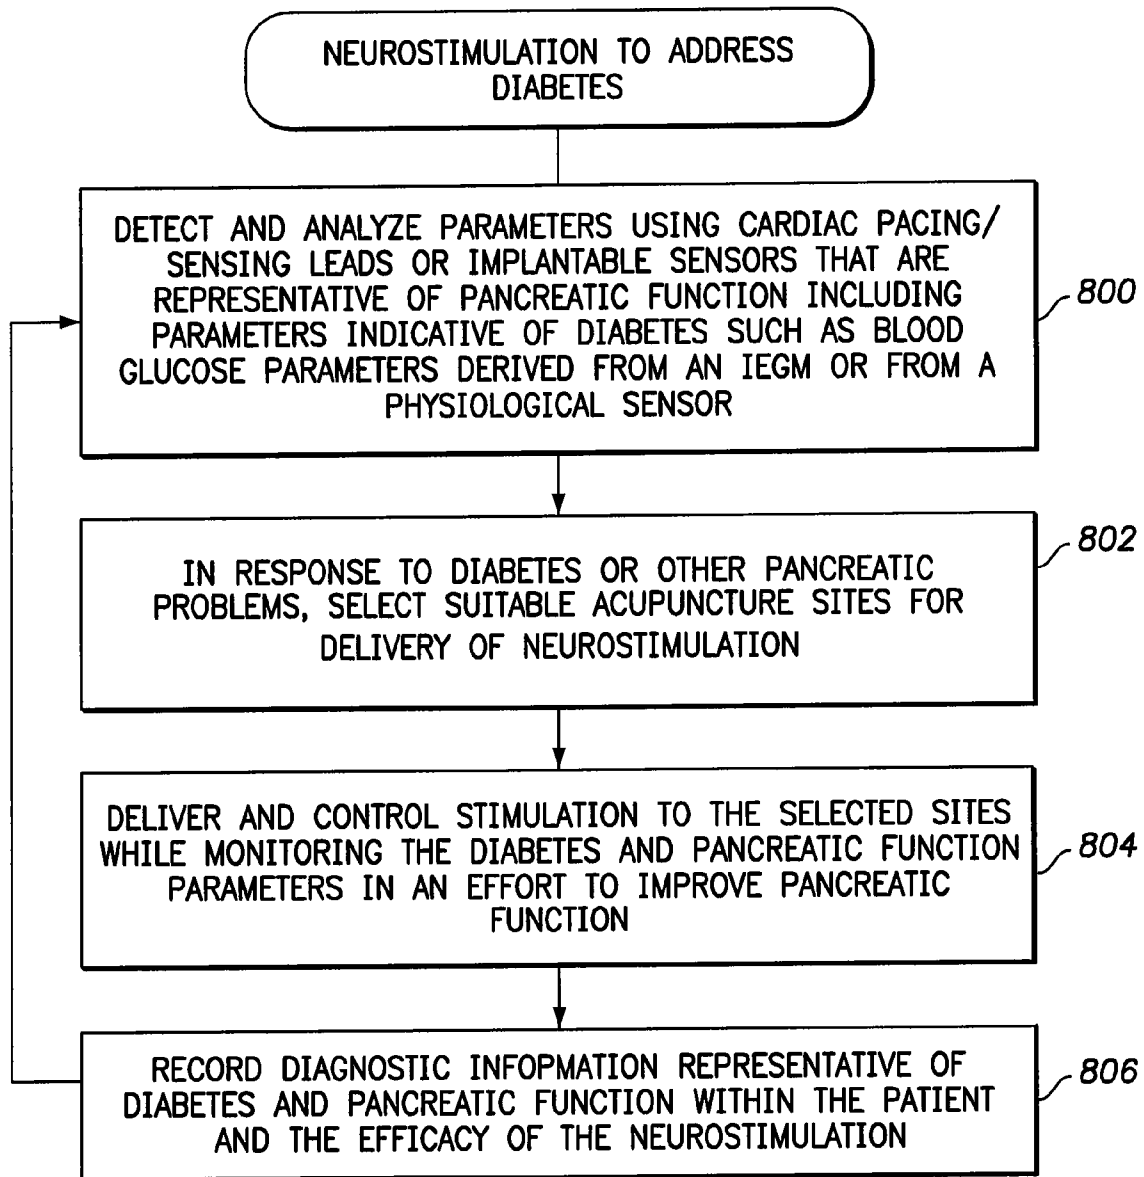 NEUROSTIMULATION TO ADDRESS
DIABETES
DETECT AND ANALYZE PARAMETERS USING CARDIAC PACING/
SENSING LEADS OR IMPLANTABLE SENSORS THAT ARE
REPRESENTATIVE OF PANCREATIC FUNCTION INCLUDING
PARAMETERS INDICATIVE OF DIABETES SUCH AS BLOOD
GLUCOSE PARAMETERS DERIVED FROM AN IEGM OR FROM A
PHYSIOLOGICAL SENSOR
800
IN RESPONSE TO DIABETES OR OTHER PANCREATIC
PROBLEMS, SELECT SUITABLE ACUPUNCTURE SITES FOR
DELIVERY OF NEUROSTIMULATION
802
DELIVER AND CONTROL STIMULATION TO THE SELECTED SITES
WHILE MONITORING THE DIABETES AND PANCREATIC FUNCTION
PARAMETERS IN AN EFFORT TO IMPROVE PANCREATIC
FUNCTION
804
RECORD DIAGNOSTIC INFOPMATION REPRESENTATIVE OF
DIABETES AND PANCREATIC FUNCTION WITHIN THE PATIENT
AND THE EFFICACY OF THE NEUROSTIMULATION
806